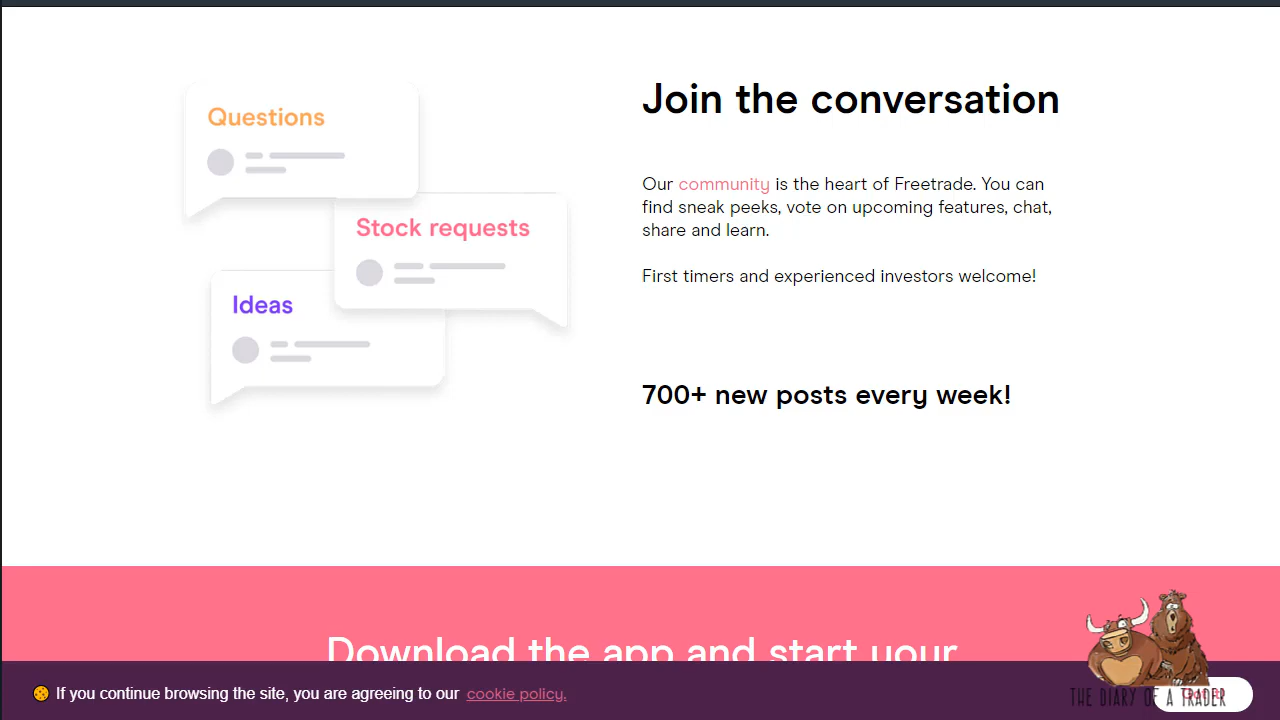 Questions
Stock requests
Ideas
Join the conversation
Our community is the heart of Freetrade. You can
find sneak peeks, vote on upcoming features, chat,
share and learn.
First timers and experienced investors welcome!
700+ new posts every week!
Download the app and start your
If you continue browsing the site, you are agreeing to our cookie policy.
THE DIARY OF A TRADER